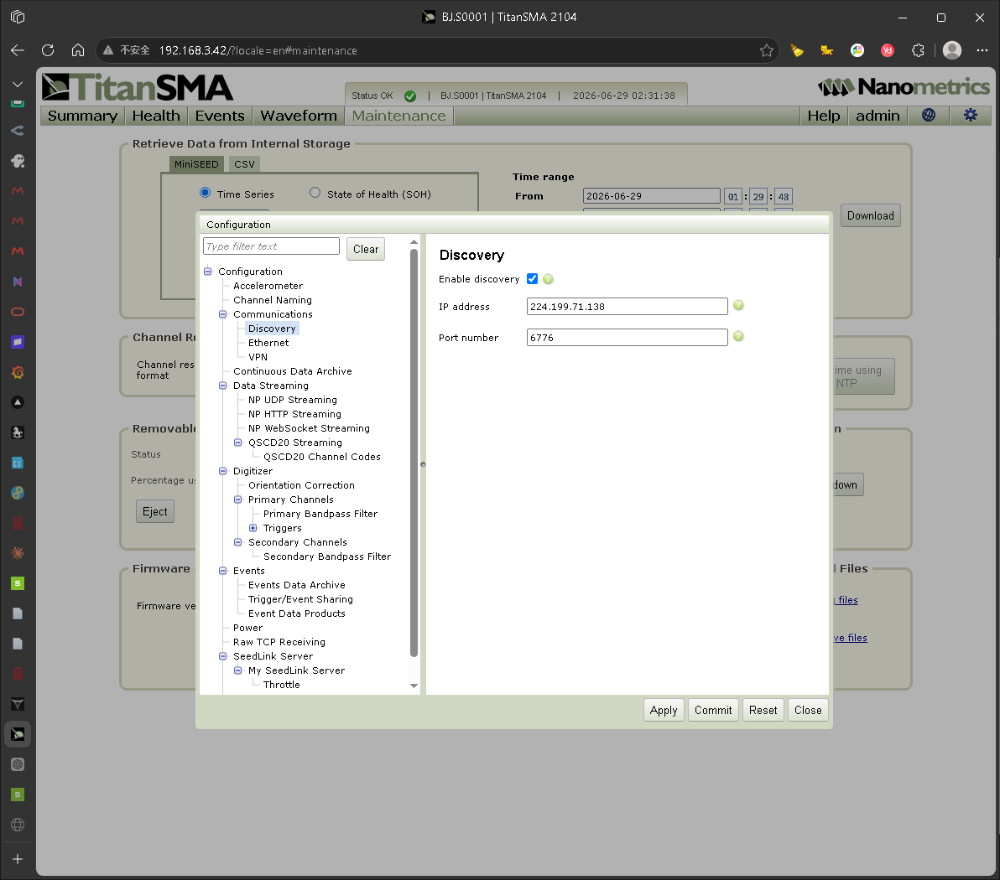 BJ.S0001 | TitanSMA 2104
不安全 192.168.3.42/?locale=en#maintenance
TitanSMA
Status OK | BJ.S0001 | TitanSMA 2104 | 2026-06-29 02:31:38
Nanometrics
Summary Health Events Waveform Maintenance Help admin
Retrieve Data from Internal Storage
MiniSEED CSV
Time Series State of Health (SOH)
Time range
From 2026-06-29 01 : 29 : 48
Download
Configuration
Type filter text Clear
Configuration
Accelerometer
Channel Naming
Communications
Discovery
Ethernet
VPN
Continuous Data Archive
Data Streaming
NP UDP Streaming
NP HTTP Streaming
NP WebSocket Streaming
QSCD20 Streaming
QSCD20 Channel Codes
Digitizer
Orientation Correction
Primary Channels
Primary Bandpass Filter
Triggers
Secondary Channels
Secondary Bandpass Filter
Events
Events Data Archive
Trigger/Event Sharing
Event Data Products
Power
Raw TCP Receiving
SeedLink Server
My SeedLink Server
Throttle
Discovery
Enable discovery
IP address 224.199.71.138
Port number 6776
Apply Commit Reset Close
Channel Re
Channel res
format
ime using
NTP
Removable
Status
Percentage us
Eject
n
down
Firmware
Firmware ve
Files
files
ve files